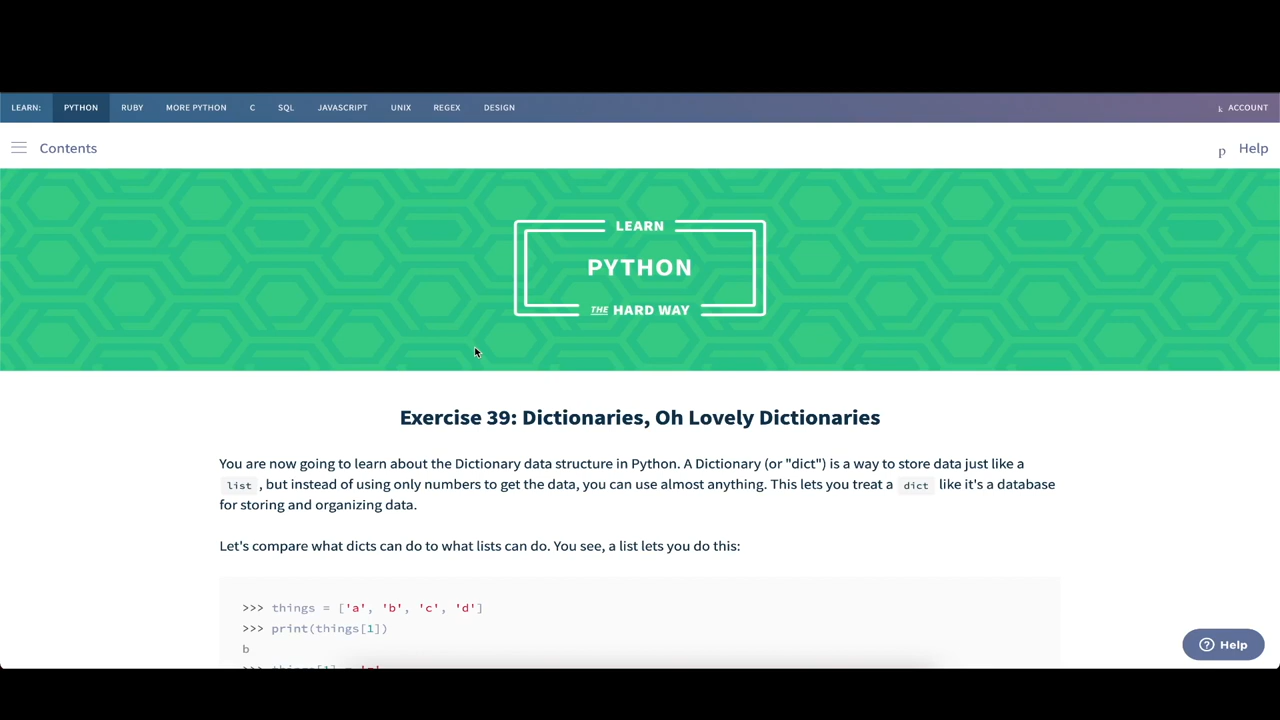 LEARN: PYTHON RUBY MORE PYTHON C SQL JAVASCRIPT UNIX REGEX DESIGN k ACCOUNT
Contents p Help
LEARN
PYTHON
THE HARD WAY
Exercise 39: Dictionaries, Oh Lovely Dictionaries
You are now going to learn about the Dictionary data structure in Python. A Dictionary (or "dict") is a way to store data just like a
list , but instead of using only numbers to get the data, you can use almost anything. This lets you treat a dict like it's a database
for storing and organizing data.
Let's compare what dicts can do to what lists can do. You see, a list lets you do this:
>>> things = ['a', 'b', 'c', 'd']
>>> print(things[1])
b
Help